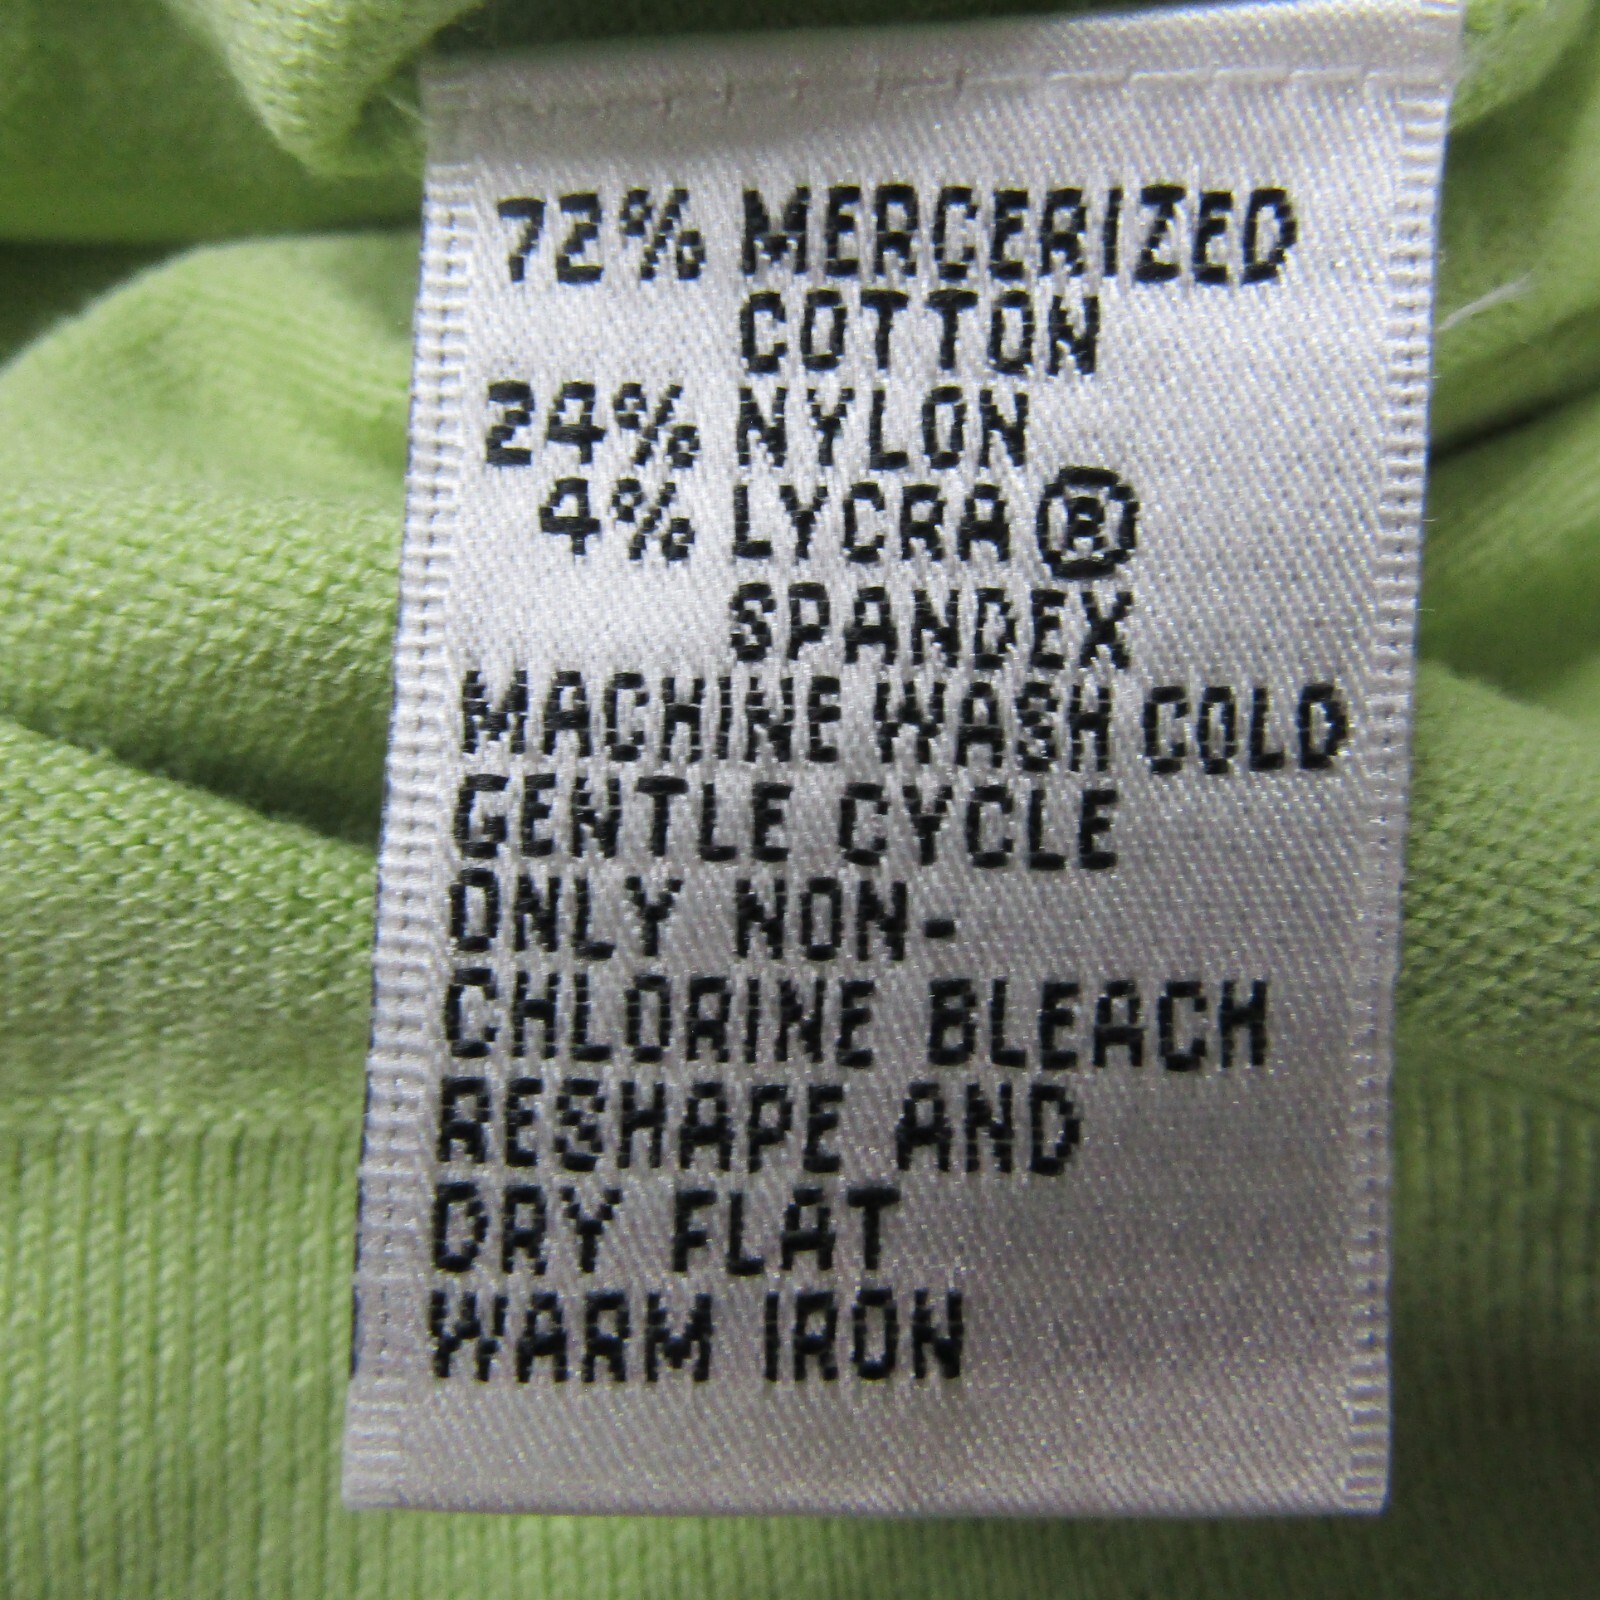 72% MERCERIZED
COTTON
24% NYLON
4% LYCRA®
SPANDEX
MACHINE WASH COLD
GENTLE CYCLE
ONLY NON-
CHLORINE BLEACH
RESHAPE AND
DRY FLAT
WARM IRON